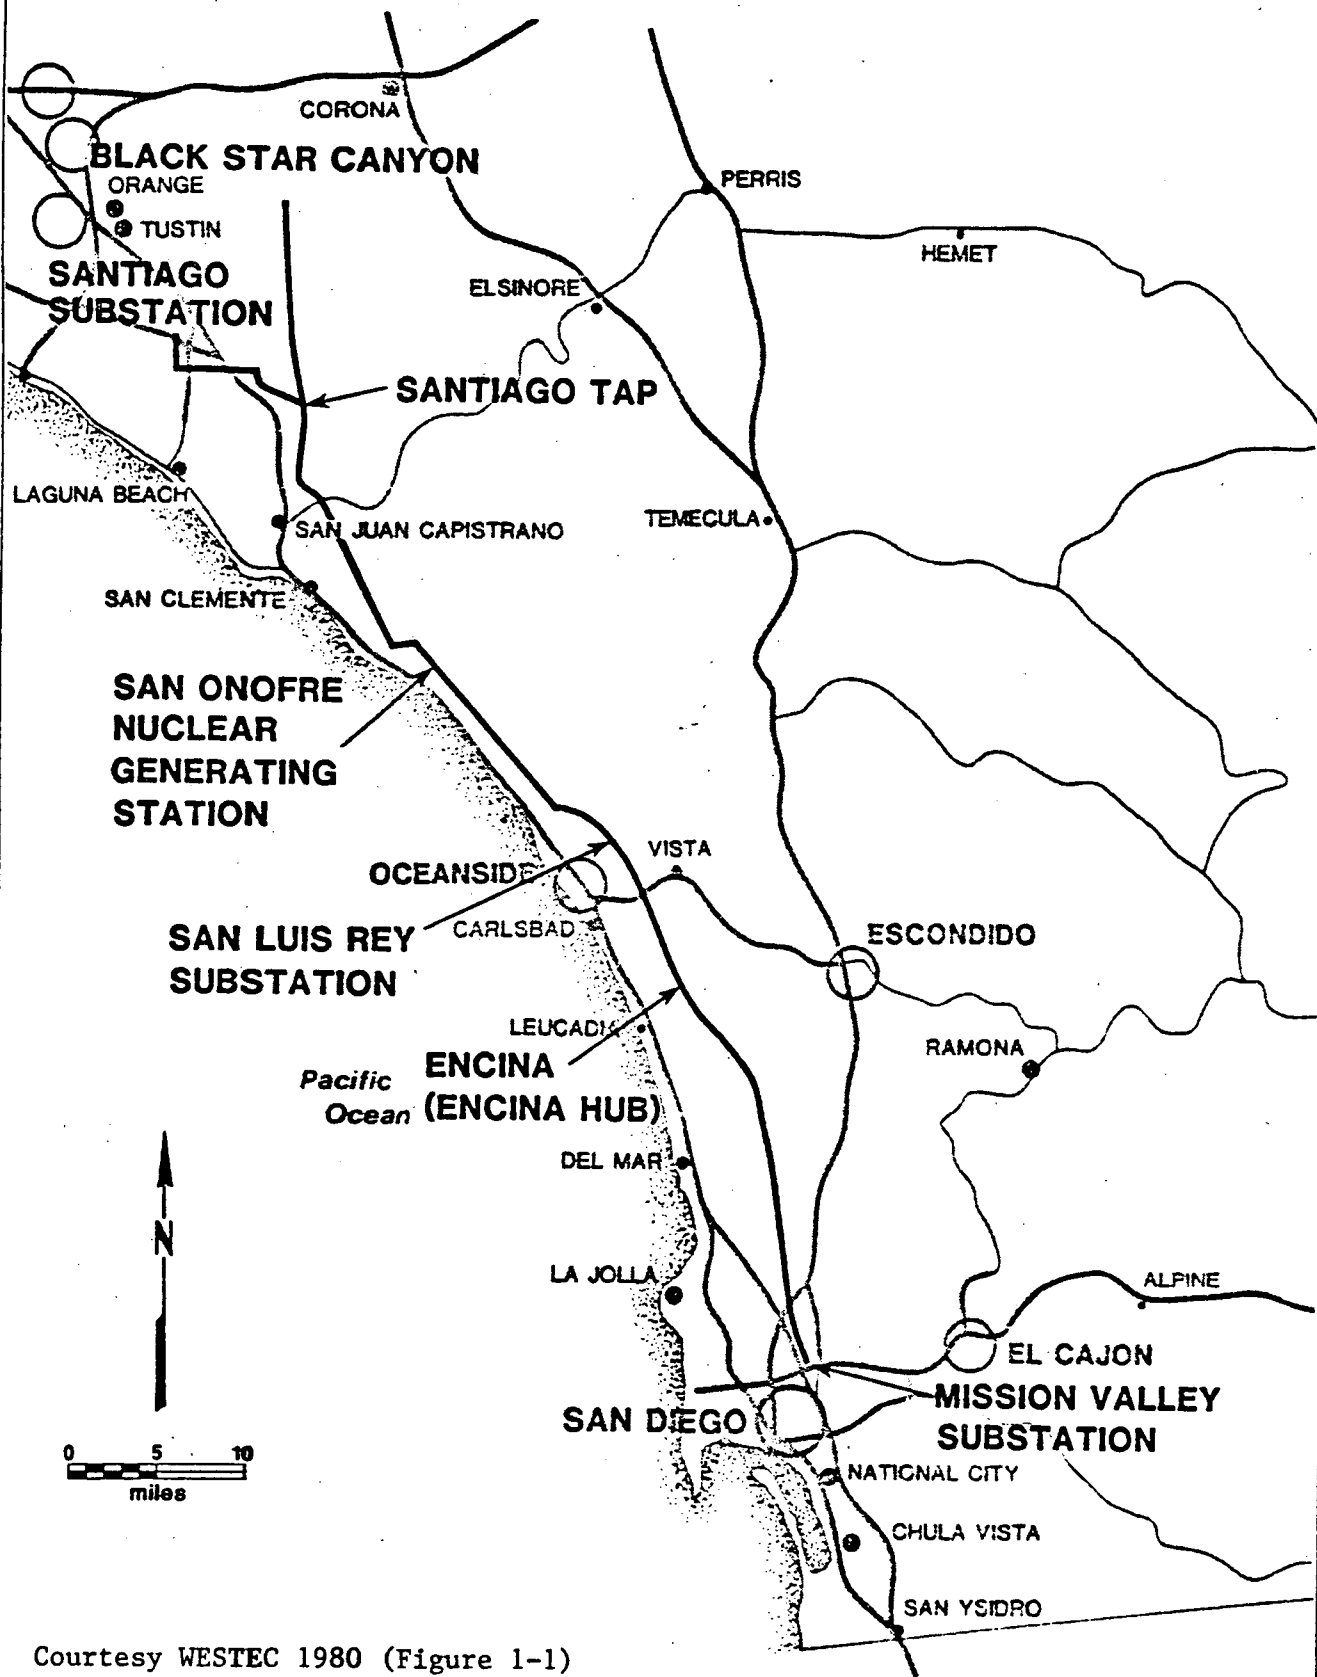 CORONA
BLACK STAR CANYON
ORANGE
TUSTIN
PERRIS
HEMET
SANTIAGO
SUBSTATION
ELSINORE
SANTIAGO TAP
LAGUNA BEACH
SAN JUAN CAPISTRANO
TEMECULA
SAN CLEMENTE
SAN ONOFRE
NUCLEAR
GENERATING
STATION
VISTA
OCEANSIDE
CARLSBAD
SAN LUIS REY
SUBSTATION
ESCONDIDO
LEUCADIA
RAMONA
ENCINA
(ENCINA HUB)
Pacific
Ocean
DEL MAR
N
LA JOLLA
ALPINE
EL CAJON
MISSION VALLEY
SUBSTATION
SAN DIEGO
0 5 10
miles
NATIONAL CITY
CHULA VISTA
SAN YSIDRO
Courtesy WESTEC 1980 (Figure 1-1)